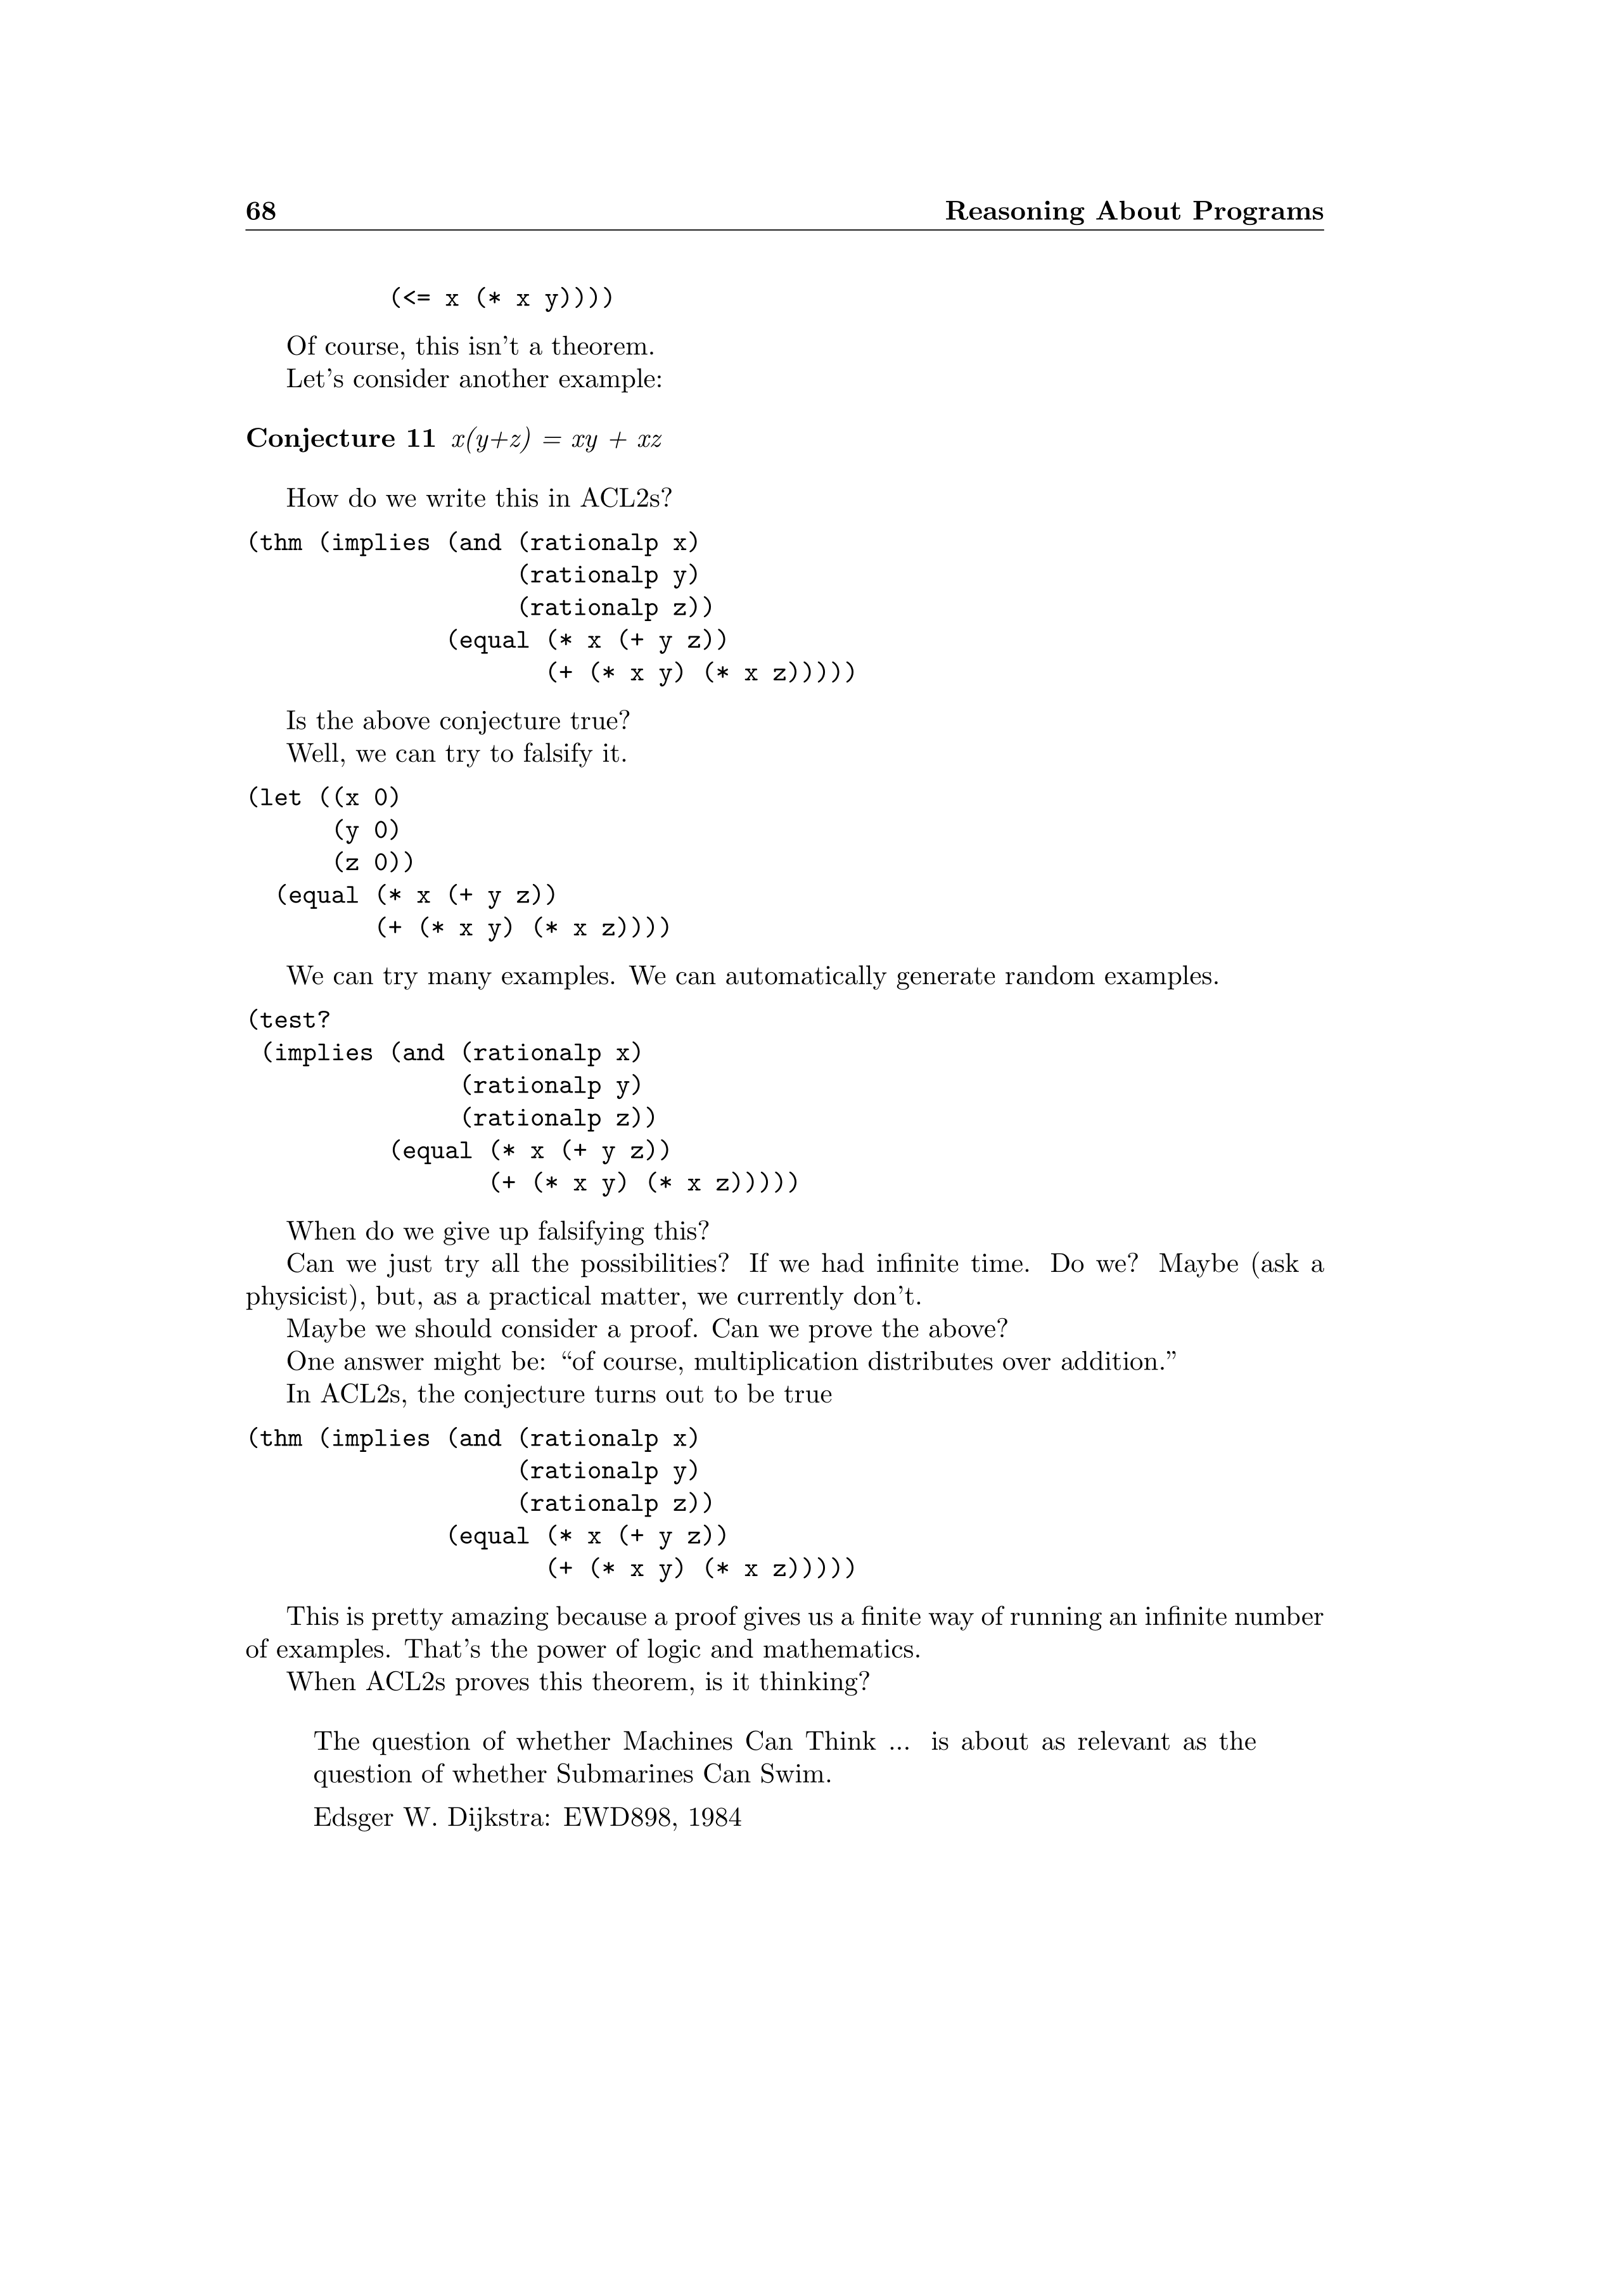 68 Reasoning About Programs
(<= x (* x y))))
Of course, this isn't a theorem.
Let's consider another example:
Conjecture 11 x(y+z) = xy + xz
How do we write this in ACL2s?
(thm (implies (and (rationalp x)
                   (rationalp y)
                   (rationalp z))
              (equal (* x (+ y z))
                     (+ (* x y) (* x z)))))
Is the above conjecture true?
Well, we can try to falsify it.
(let ((x 0)
      (y 0)
      (z 0))
  (equal (* x (+ y z))
         (+ (* x y) (* x z))))
We can try many examples. We can automatically generate random examples.
(test?
 (implies (and (rationalp x)
               (rationalp y)
               (rationalp z))
          (equal (* x (+ y z))
                 (+ (* x y) (* x z)))))
When do we give up falsifying this?
Can we just try all the possibilities? If we had infinite time. Do we? Maybe (ask a
physicist), but, as a practical matter, we currently don't.
Maybe we should consider a proof. Can we prove the above?
One answer might be: “of course, multiplication distributes over addition.”
In ACL2s, the conjecture turns out to be true
(thm (implies (and (rationalp x)
                   (rationalp y)
                   (rationalp z))
              (equal (* x (+ y z))
                     (+ (* x y) (* x z)))))
This is pretty amazing because a proof gives us a finite way of running an infinite number
of examples. That's the power of logic and mathematics.
When ACL2s proves this theorem, is it thinking?
The question of whether Machines Can Think ... is about as relevant as the
question of whether Submarines Can Swim.
Edsger W. Dijkstra: EWD898, 1984